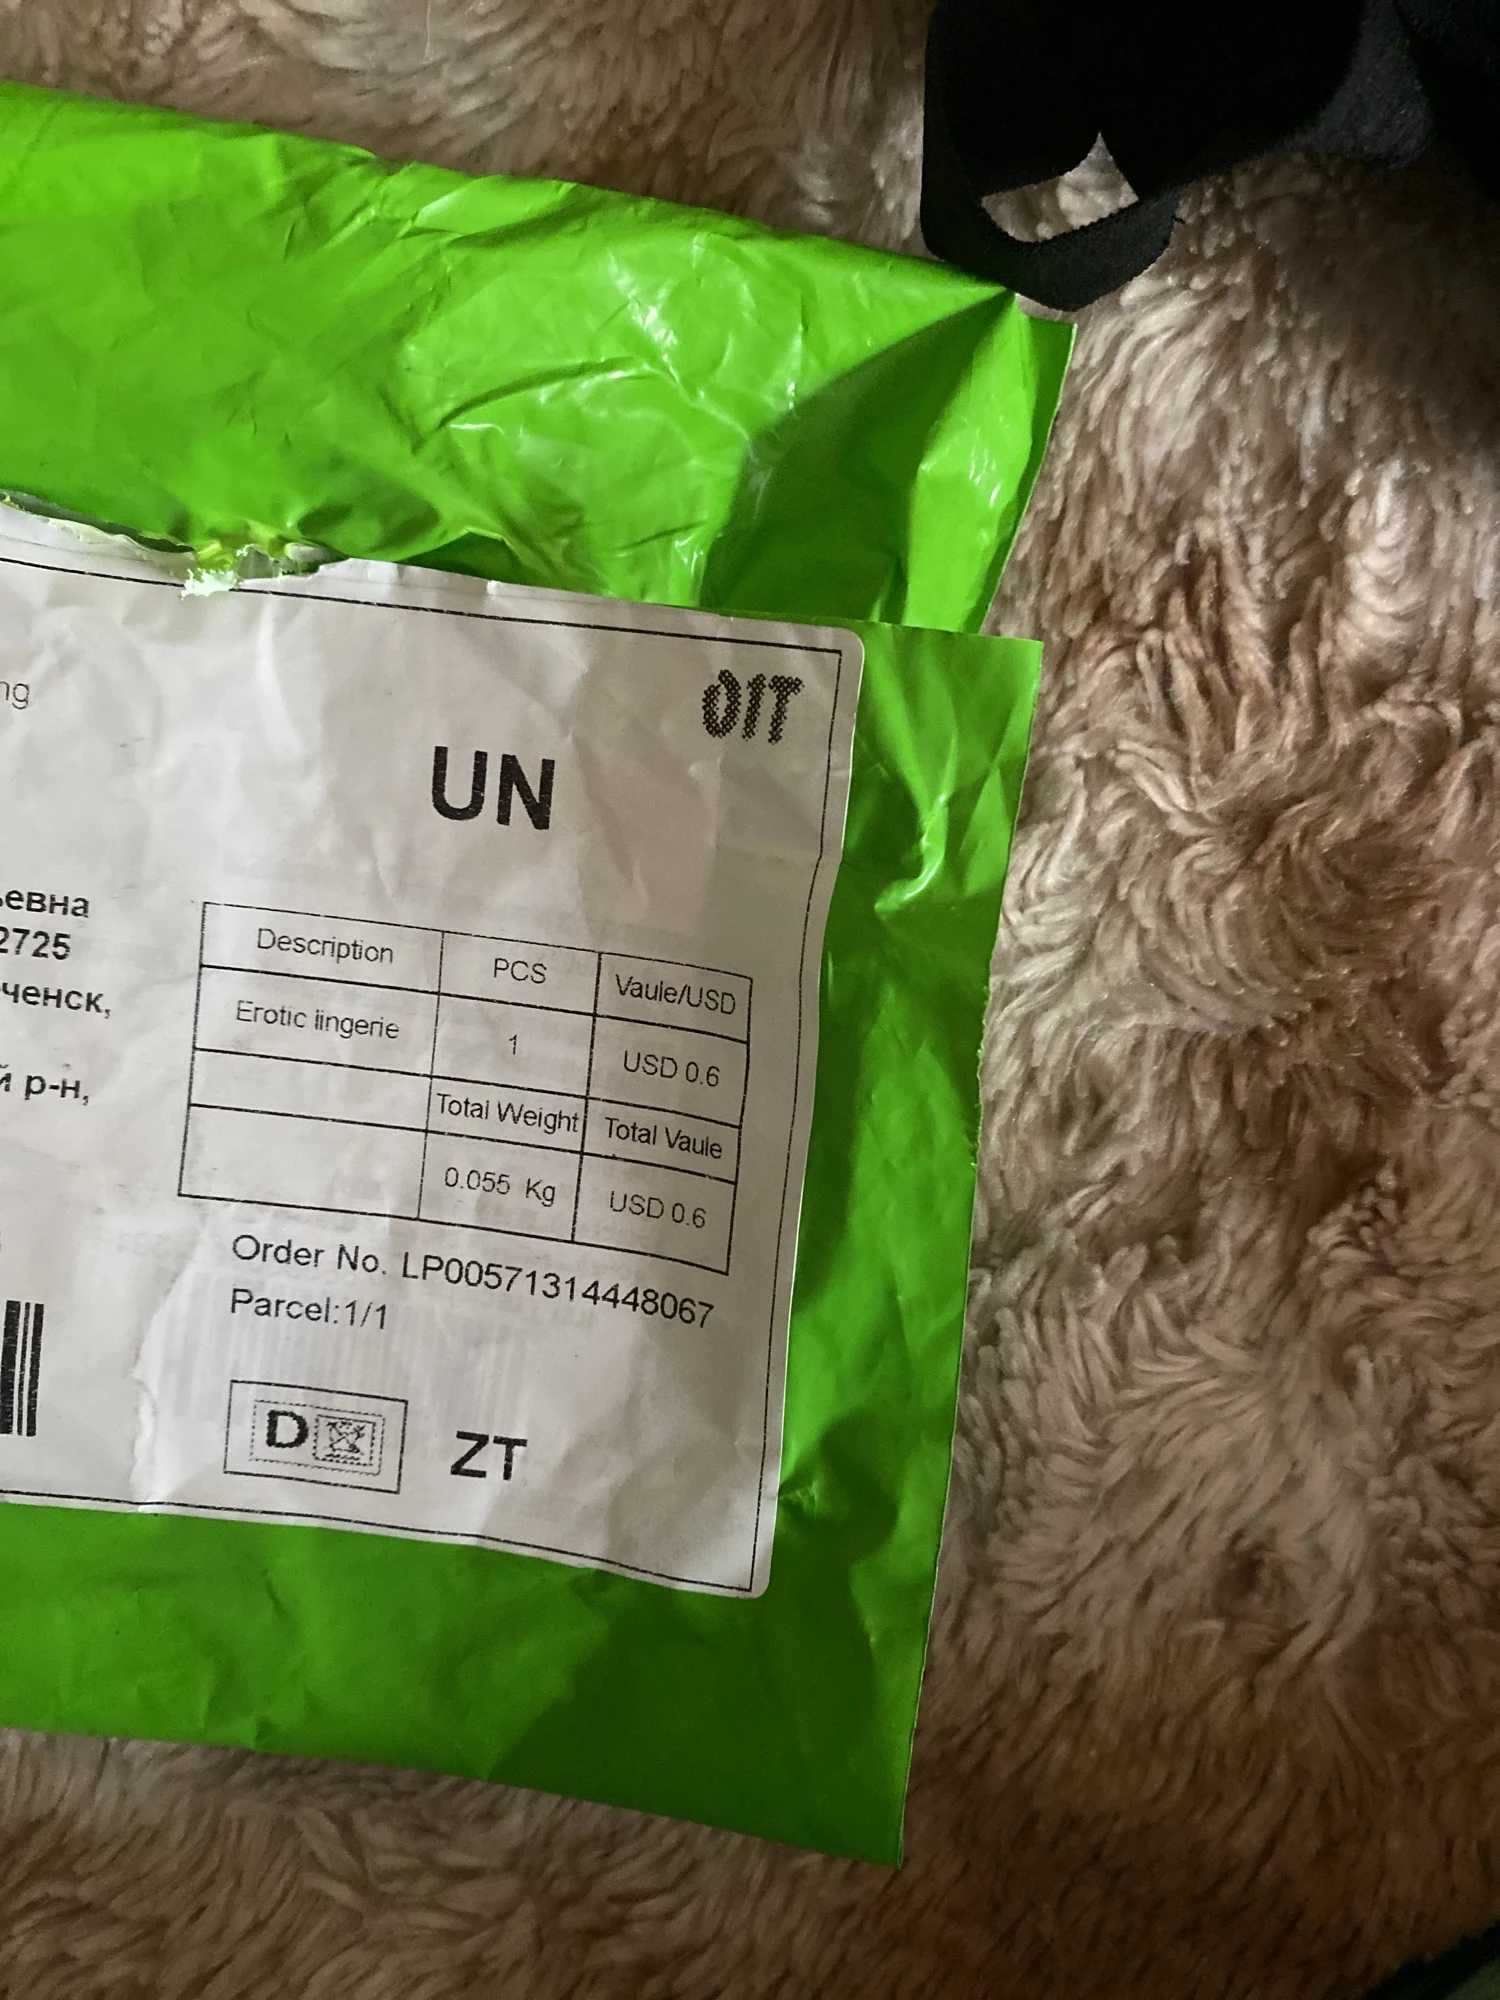 ng
01T
UN
ьевна
2725
ченск,
й р-н,
Description PCS Vaule/USD
Erotic lingerie 1 USD 0.6
Total Weight Total Vaule
0.055 Kg USD 0.6
Order No. LP00571314448067
Parcel:1/1
D ZT